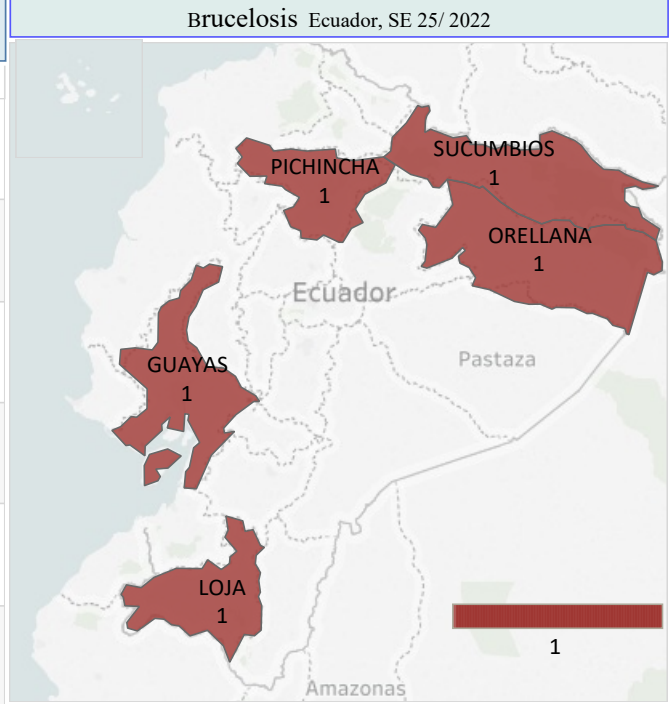 Brucelosis Ecuador, SE 25/ 2022
SUCUMBIOS
1
PICHINCHA
1
ORELLANA
1
Ecuador
Pastaza
GUAYAS
1
LOJA
1
1
Amazonas